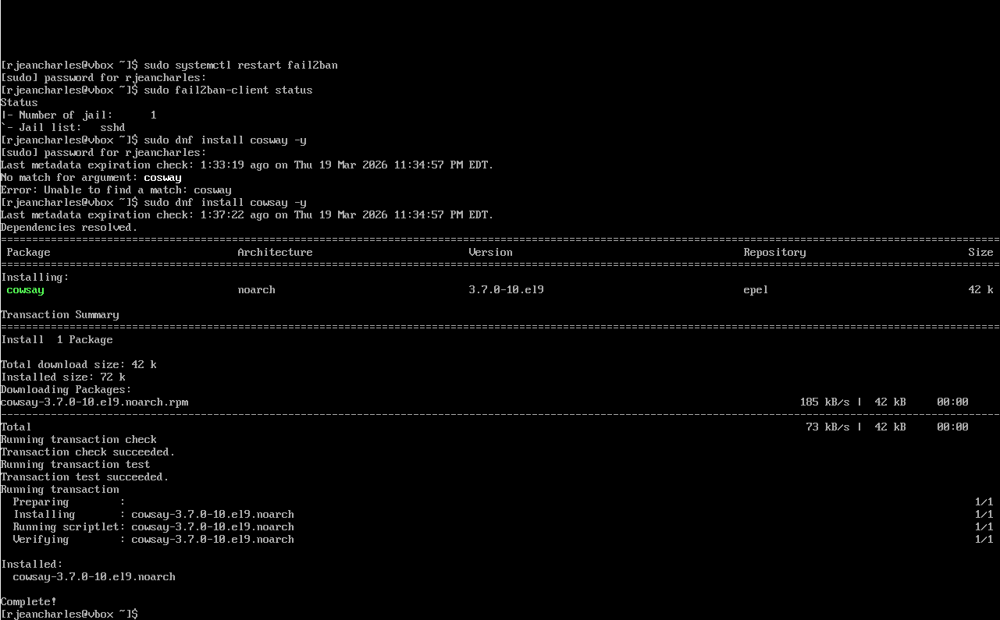 [rjeancharles@vbox ~]$ sudo systemctl restart fail2ban
[sudo] password for rjeancharles:
[rjeancharles@vbox ~]$ sudo fail2ban-client status
Status
|- Number of jail:      1
`- Jail list:   sshd
[rjeancharles@vbox ~]$ sudo dnf install cosway -y
[sudo] password for rjeancharles:
Last metadata expiration check: 1:33:19 ago on Thu 19 Mar 2026 11:34:57 PM EDT.
No match for argument: cosway
Error: Unable to find a match: cosway
[rjeancharles@vbox ~]$ sudo dnf install cowsay -y
Last metadata expiration check: 1:37:22 ago on Thu 19 Mar 2026 11:34:57 PM EDT.
Dependencies resolved.
Package Architecture Version Repository Size
Installing:
cowsay noarch 3.7.0-10.el9 epel 42 k
Transaction Summary
Install  1 Package
Total download size: 42 k
Installed size: 72 k
Downloading Packages:
cowsay-3.7.0-10.el9.noarch.rpm 185 kB/s |  42 kB     00:00
Total 73 kB/s |  42 kB     00:00
Running transaction check
Transaction check succeeded.
Running transaction test
Transaction test succeeded.
Running transaction
  Preparing        : 1/1
  Installing       : cowsay-3.7.0-10.el9.noarch 1/1
  Running scriptlet: cowsay-3.7.0-10.el9.noarch 1/1
  Verifying        : cowsay-3.7.0-10.el9.noarch 1/1
Installed:
  cowsay-3.7.0-10.el9.noarch
Complete!
[rjeancharles@vbox ~]$